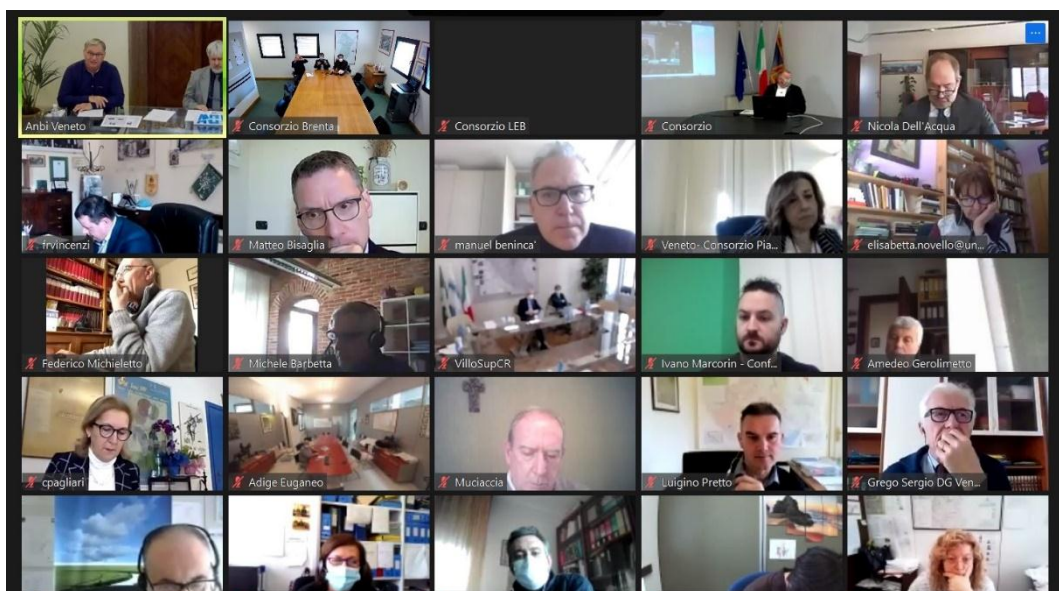 Anbi Veneto
Consorzio Brenta
Consorzio LEB
Consorzio
Nicola Dell'Acqua
frvincenzi
Matteo Bisaglia
manuel beninca'
Veneto- Consorzio Pia...
elisabetta.novello@un...
Federico Michieletto
Michele Barbetta
VilloSupCR
Ivano Marcorin - Conf...
Amedeo Gerolimetto
cpagliari
Adige Euganeo
Muciaccia
Luigino Pretto
Grego Sergio DG Ven...